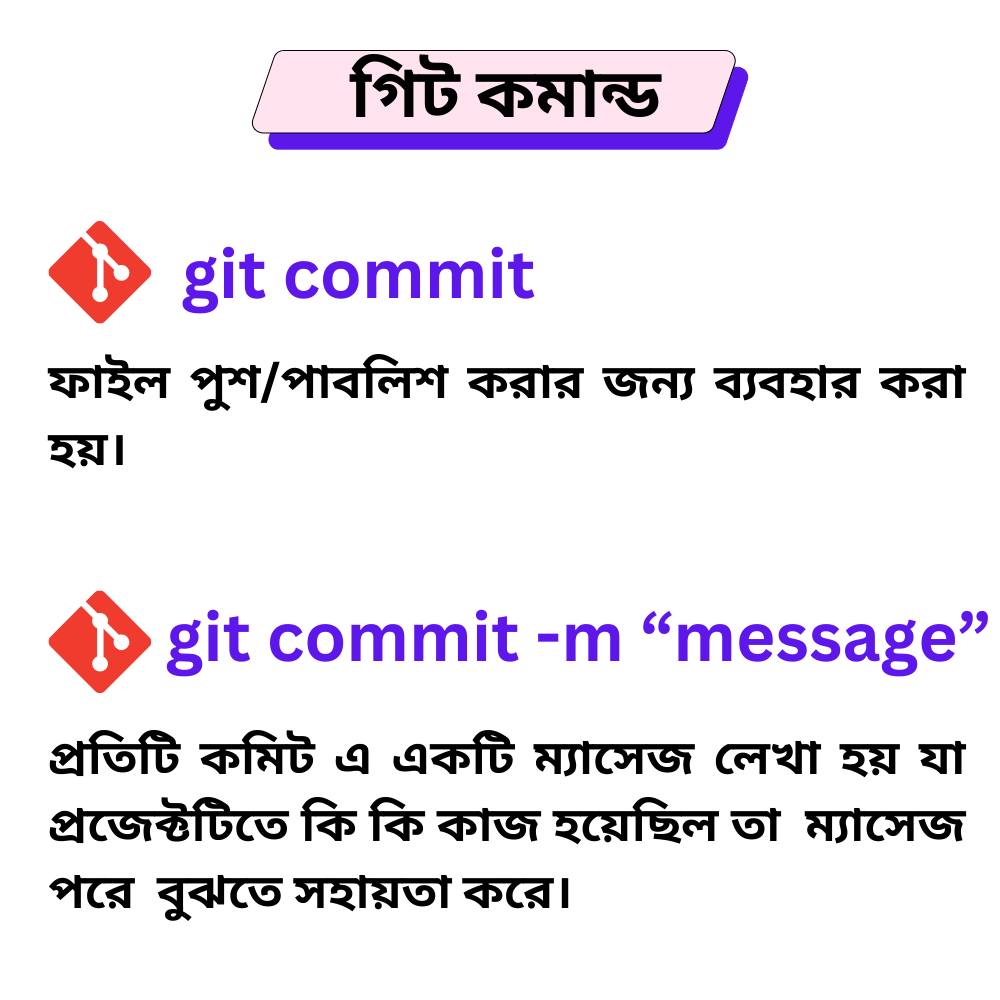 গিট কমান্ড
git commit
ফাইল পুশ/পাবলিশ করার জন্য ব্যবহার করা
হয়।
git commit -m “message”
প্রতিটি কমিট এ একটি ম্যাসেজ লেখা হয় যা
প্রজেক্টটিতে কি কি কাজ হয়েছিল তা ম্যাসেজ
পরে বুঝতে সহায়তা করে।